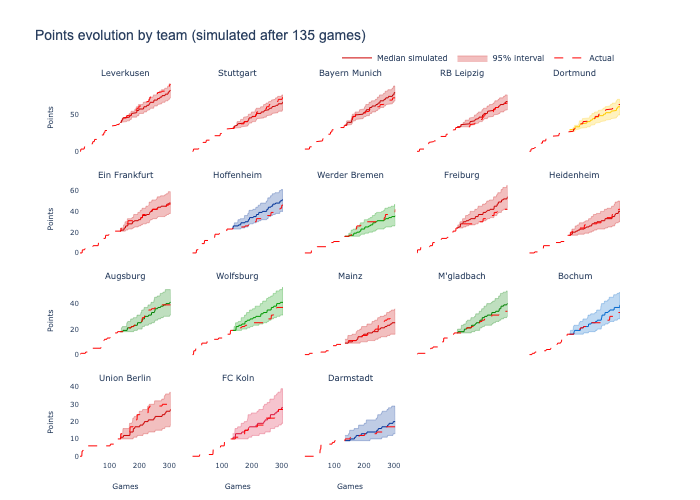 Points evolution by team (simulated after 135 games)
Median simulated 95% interval Actual
Leverkusen Stuttgart Bayern Munich RB Leipzig Dortmund
Points
50
0
Ein Frankfurt Hoffenheim Werder Bremen Freiburg Heidenheim
Points
60
40
20
0
Augsburg Wolfsburg Mainz M'gladbach Bochum
Points
40
20
0
Union Berlin FC Koln Darmstadt
Points
40
30
20
10
0
100 200 300 100 200 300 100 200 300
Games Games Games